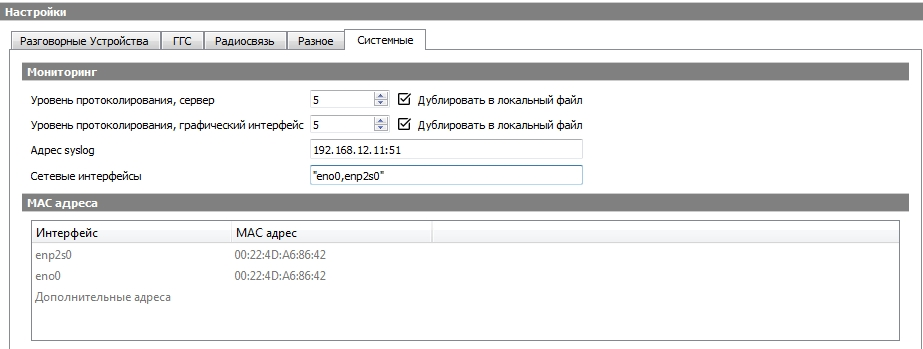 Настройки
Разговорные Устройства ГГС Радиосвязь Разное Системные
Мониторинг
Уровень протоколирования, сервер 5 Дублировать в локальный файл
Уровень протоколирования, графический интерфейс 5 Дублировать в локальный файл
Адрес syslog 192.168.12.11:51
Сетевые интерфейсы "eno0,enp2s0"
MAC адреса
Интерфейс MAC адрес
enp2s0 00:22:4D:A6:86:42
eno0 00:22:4D:A6:86:42
Дополнительные адреса